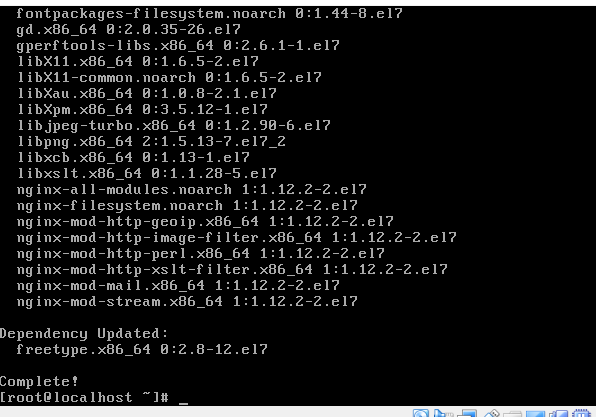 fontpackages-filesystem.noarch 0:1.44-8.el7
gd.x86_64 0:2.0.35-26.el7
gperftools-libs.x86_64 0:2.6.1-1.el7
libX11.x86_64 0:1.6.5-2.el7
libX11-common.noarch 0:1.6.5-2.el7
libXau.x86_64 0:1.0.8-2.1.el7
libXpm.x86_64 0:3.5.12-1.el7
libjpeg-turbo.x86_64 0:1.2.90-6.el7
libpng.x86_64 2:1.5.13-7.el7_2
libxcb.x86_64 0:1.13-1.el7
libxslt.x86_64 0:1.1.28-5.el7
nginx-all-modules.noarch 1:1.12.2-2.el7
nginx-filesystem.noarch 1:1.12.2-2.el7
nginx-mod-http-geoip.x86_64 1:1.12.2-2.el7
nginx-mod-http-image-filter.x86_64 1:1.12.2-2.el7
nginx-mod-http-perl.x86_64 1:1.12.2-2.el7
nginx-mod-http-xslt-filter.x86_64 1:1.12.2-2.el7
nginx-mod-mail.x86_64 1:1.12.2-2.el7
nginx-mod-stream.x86_64 1:1.12.2-2.el7
Dependency Updated:
freetype.x86_64 0:2.8-12.el7
Complete!
[root@localhost ~]# _